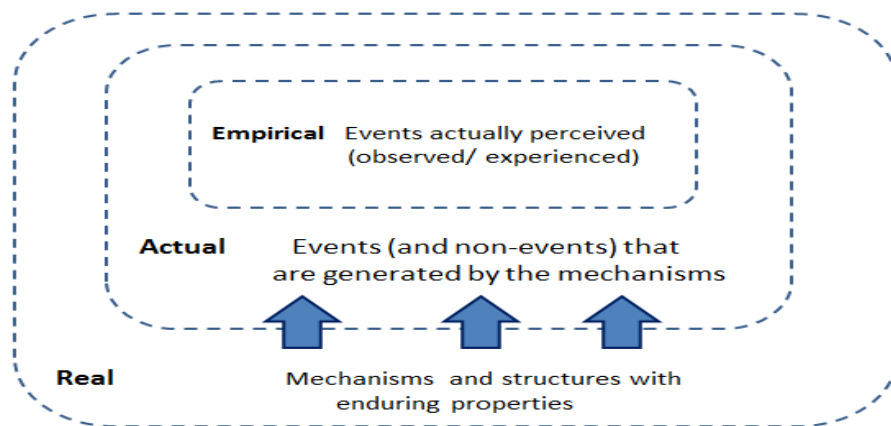 Empirical Events actually perceived
(observed/ experienced)
Actual Events (and non-events) that
are generated by the mechanisms
Real Mechanisms and structures with
enduring properties